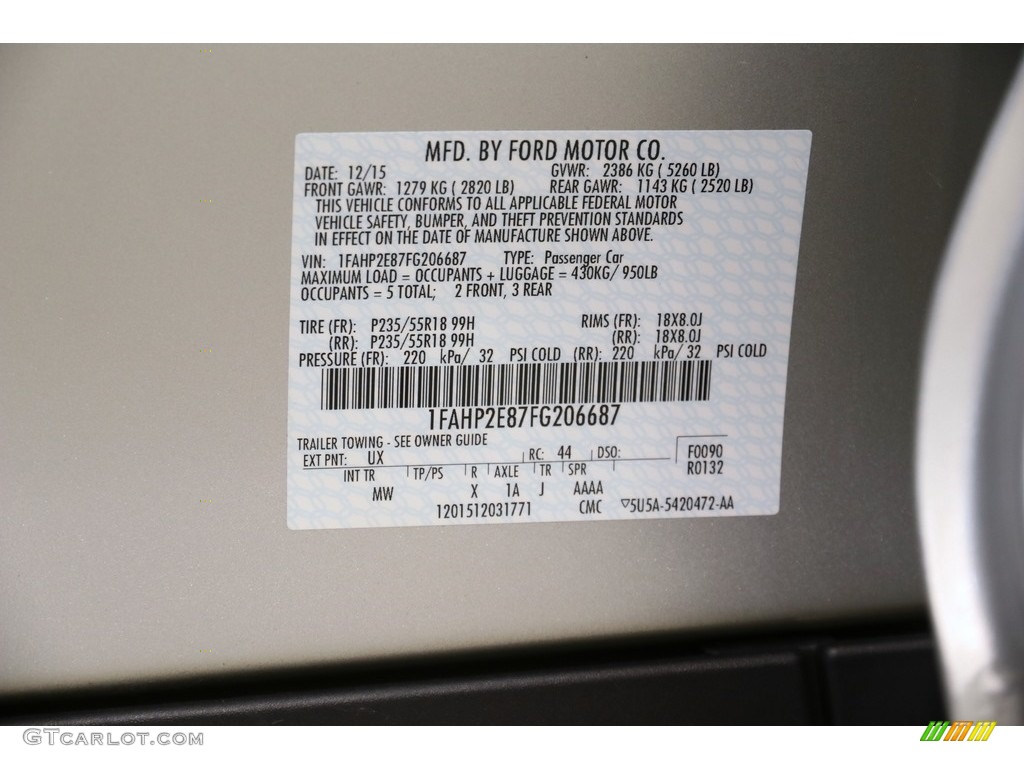 MFD. BY FORD MOTOR CO.
DATE: 12/15 GVWR: 2386 KG ( 5260 LB)
FRONT GAWR: 1279 KG ( 2820 LB) REAR GAWR: 1143 KG ( 2520 LB)
THIS VEHICLE CONFORMS TO ALL APPLICABLE FEDERAL MOTOR
VEHICLE SAFETY, BUMPER, AND THEFT PREVENTION STANDARDS
IN EFFECT ON THE DATE OF MANUFACTURE SHOWN ABOVE.
VIN: 1FAHP2E87FG206687 TYPE: Passenger Car
MAXIMUM LOAD = OCCUPANTS + LUGGAGE = 430KG/ 950LB
OCCUPANTS = 5 TOTAL; 2 FRONT, 3 REAR
TIRE (FR): P235/55R18 99H RIMS (FR): 18X8.0J
(RR): P235/55R18 99H (RR): 18X8.0J
PRESSURE (FR): 220 kPa/ 32 PSI COLD (RR): 220 kPa/ 32 PSI COLD
1FAHP2E87FG206687
TRAILER TOWING - SEE OWNER GUIDE
EXT PNT: UX RC: 44 DSO: F0090
R0132
INT TR TP/PS R AXLE TR SPR
MW X 1A J AAAA
1201512031771 CMC ▽5U5A-5420472-AA
GTCARLOT.COM